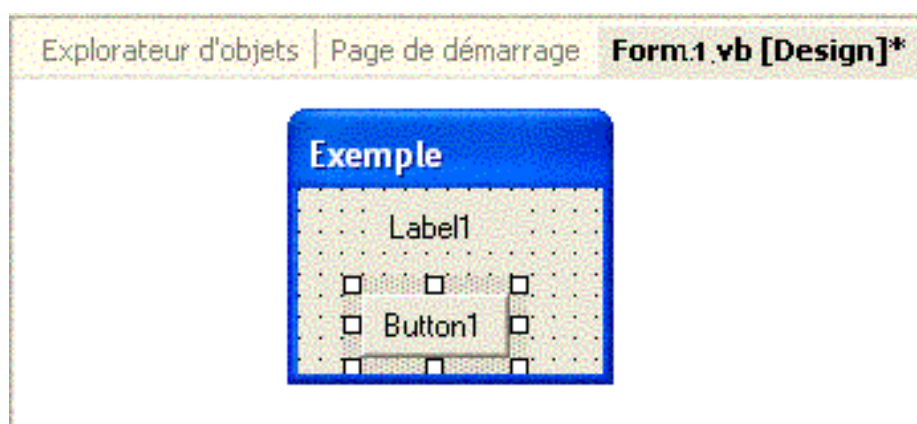 Explorateur d'objets | Page de démarrage Form1.vb [Design]*
Exemple
Label1
Button1